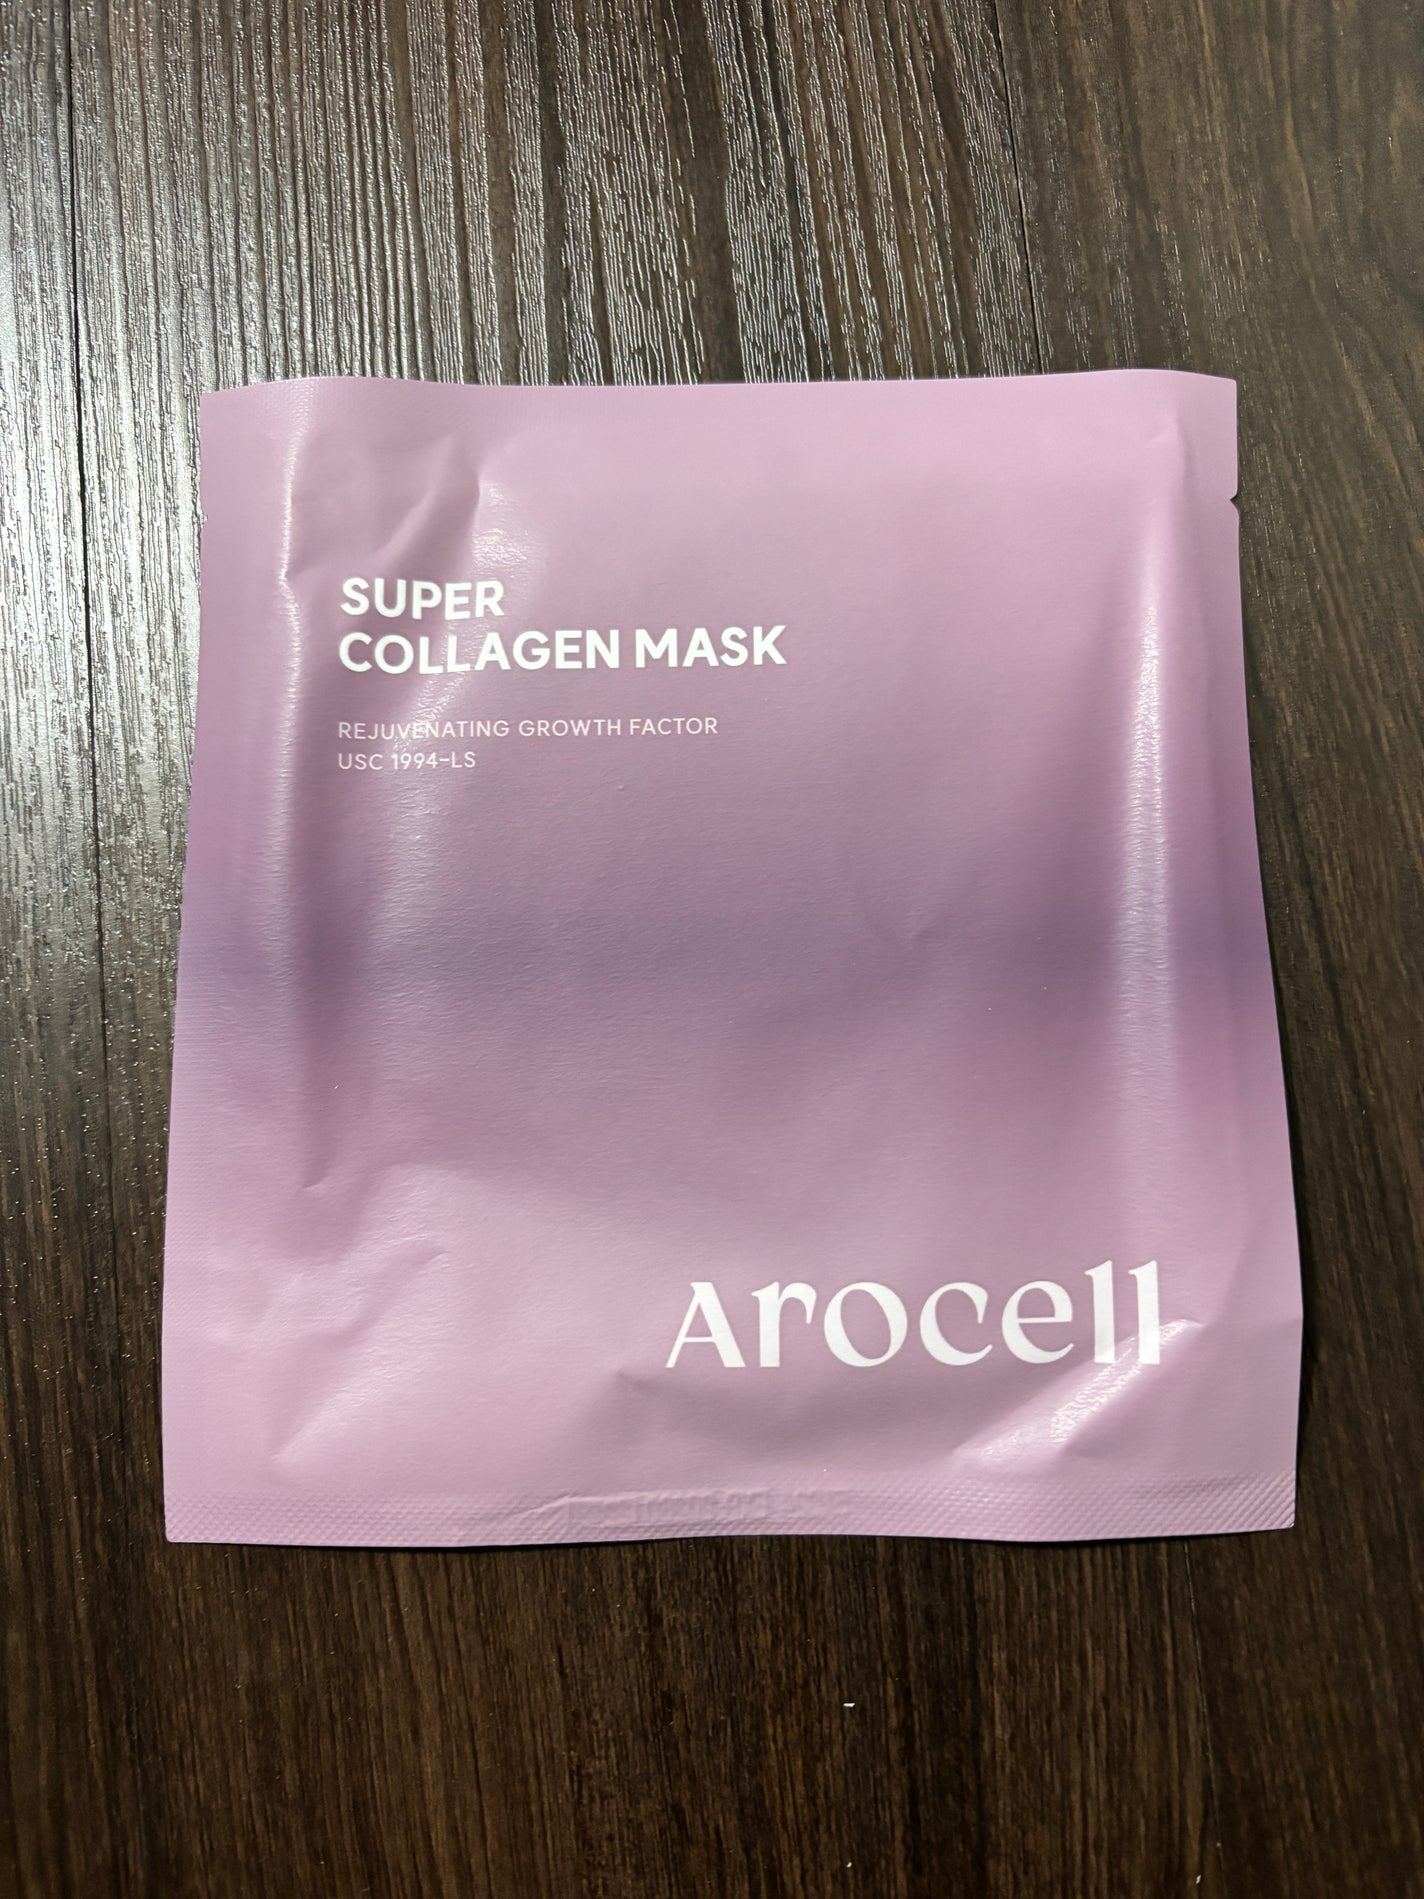 SUPER
COLLAGEN MASK
REJUVENATING GROWTH FACTOR
USC 1994-LS
Arocell